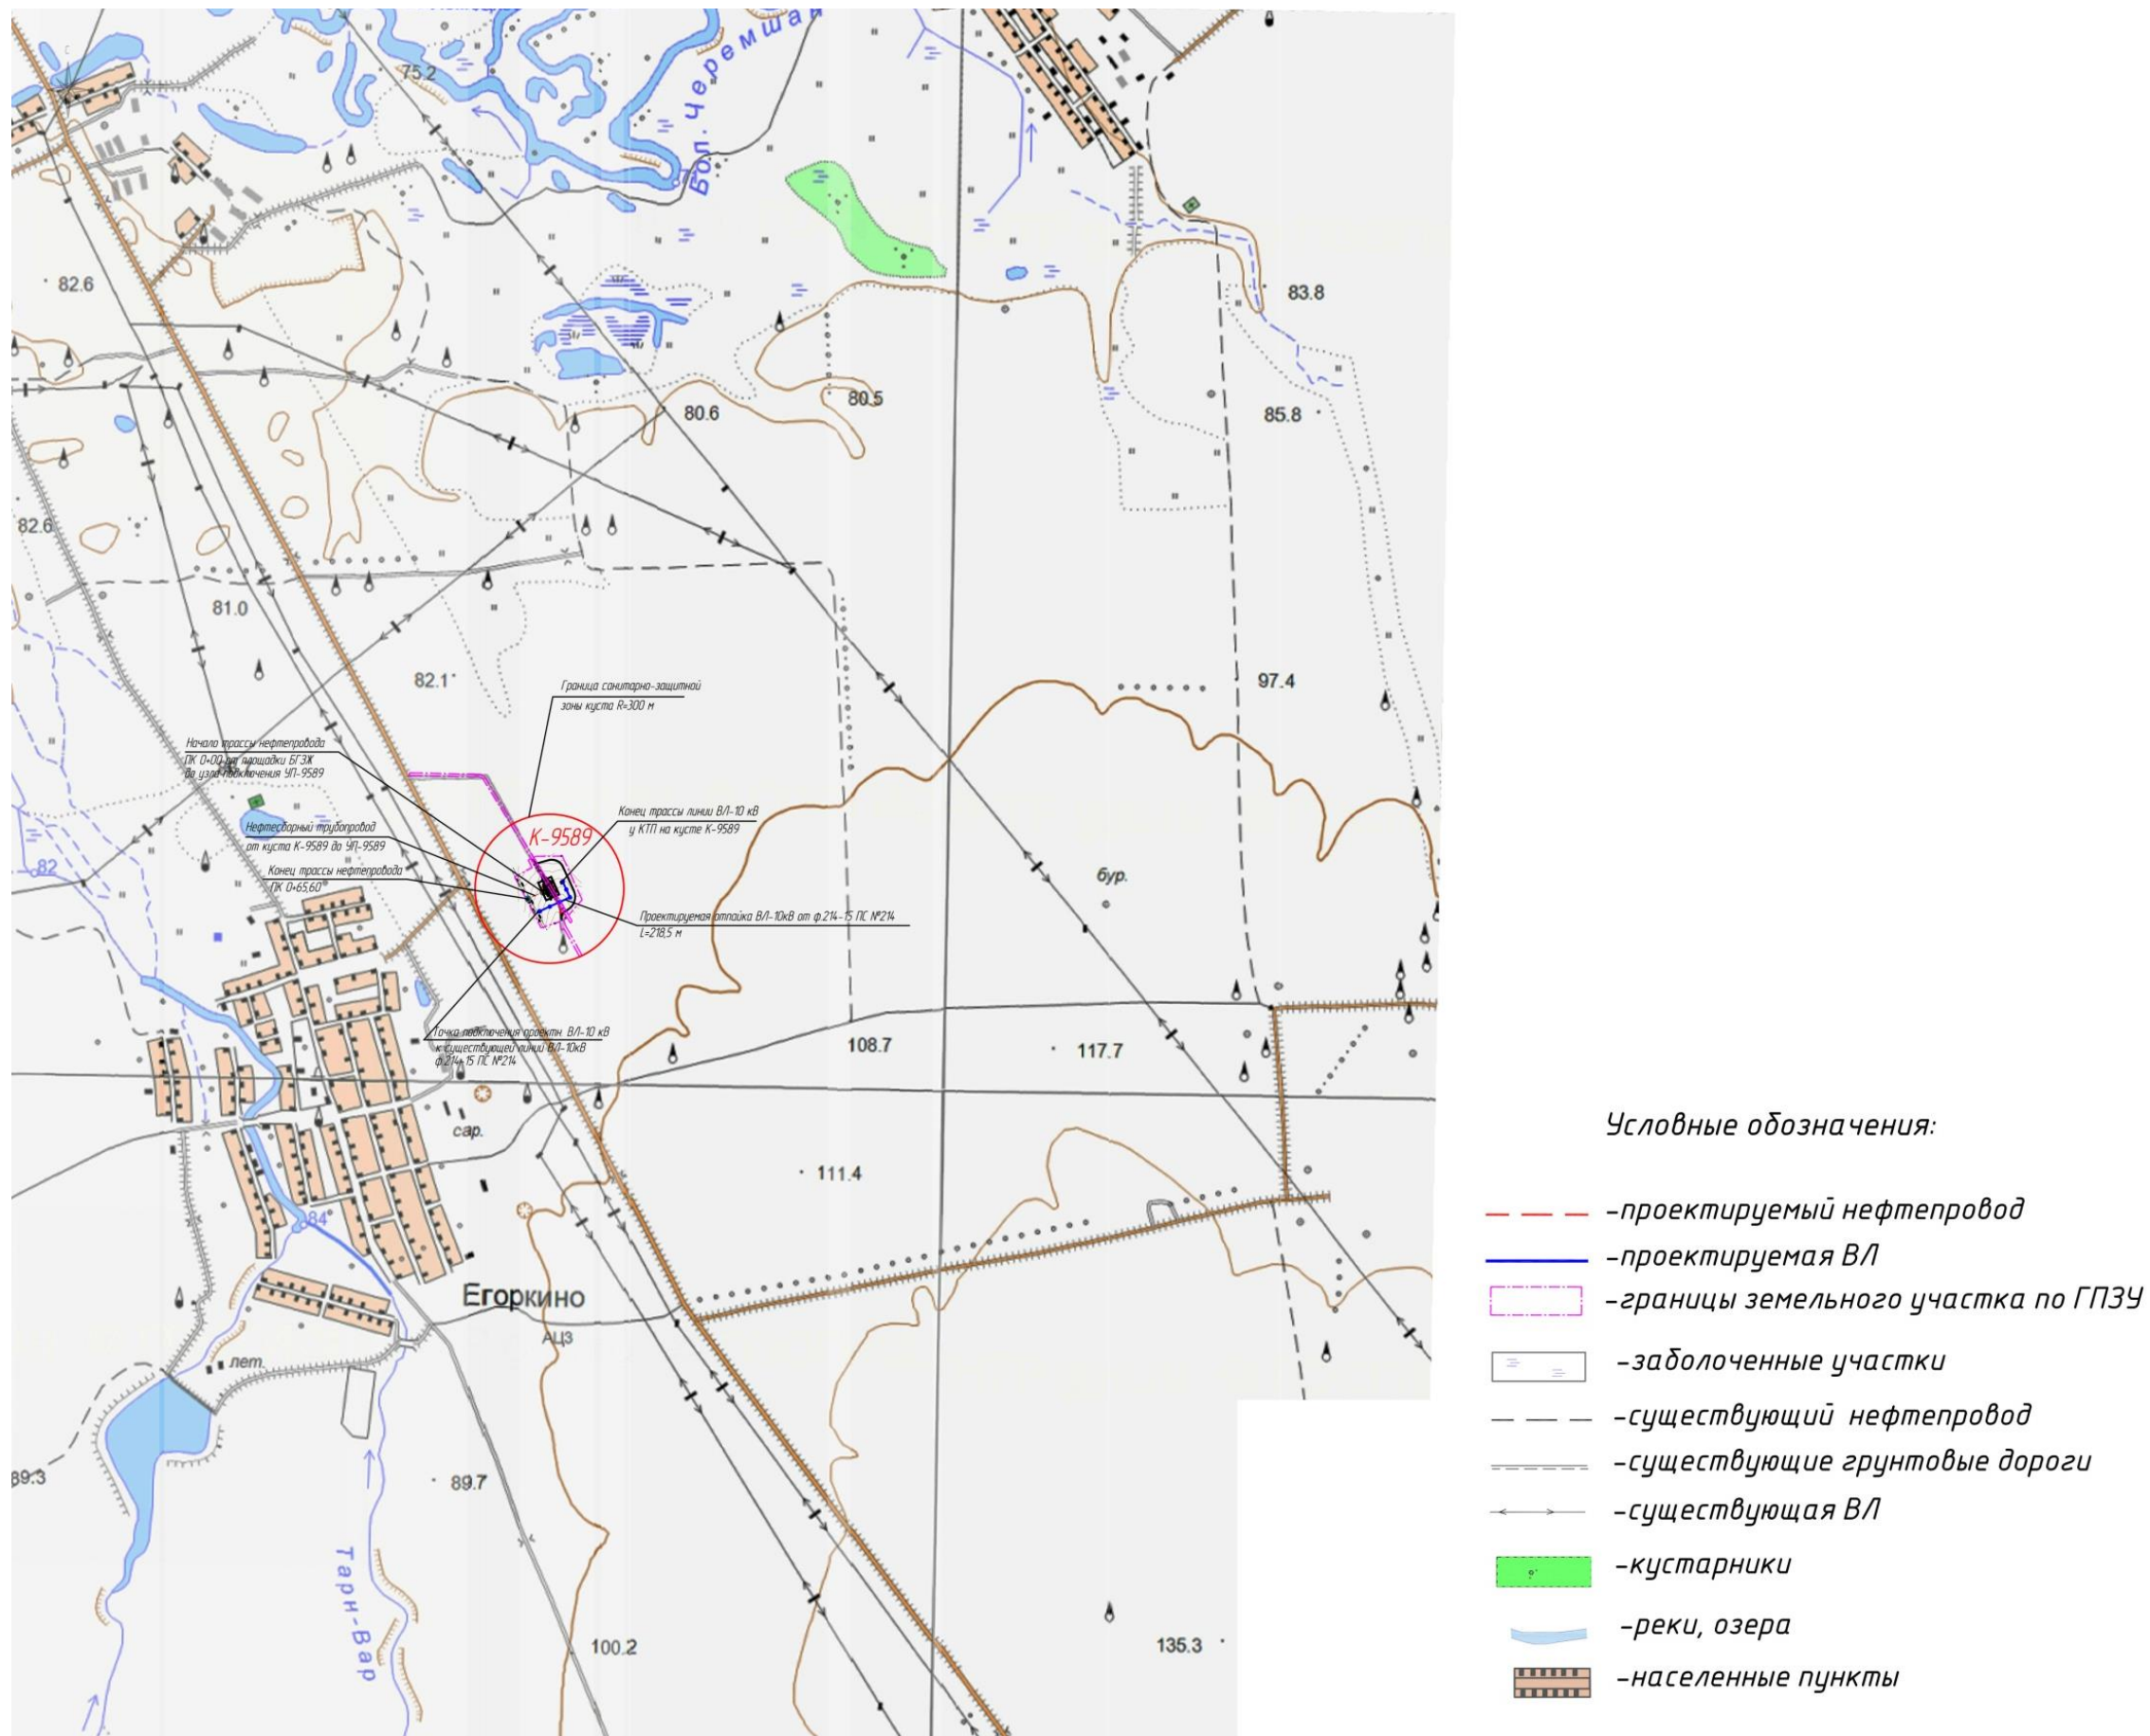 Бол. Черемшан
75.2
82.6
83.8
80.6
80.5
85.8
82.6
81.0
82.1
97.4
Граница санитарно-защитной
зоны куста R=300 м
Начало трассы нефтепровода
ПК 0+00 от площадки БГЗЖ
до узла подключения УП-9589
Конец трассы линии ВЛ-10 кВ
у КТП на кусте К-9589
К-9589
Нефтесборный трубопровод
от куста К-9589 до УП-9589
82
Конец трассы нефтепровода
ПК 0+65,60
бур.
Проектируемая отпайка ВЛ-10кВ от ф.214-15 ПС №214
L=218,5 м
Точка подключения проектн. ВЛ-10 кВ
к существующей линий ВЛ-10кВ
ф.214-15 ПС №214
108.7
117.7
сар.
111.4
84
Егоркино
АЦЗ
лет.
89.3
89.7
Тарн-Вар
100.2
135.3
Условные обозначения:
-проектируемый нефтепровод
-проектируемая ВЛ
-границы земельного участка по ГПЗУ
-заболоченные участки
-существующий нефтепровод
-существующие грунтовые дороги
-существующая ВЛ
-кустарники
-реки, озера
-населенные пункты